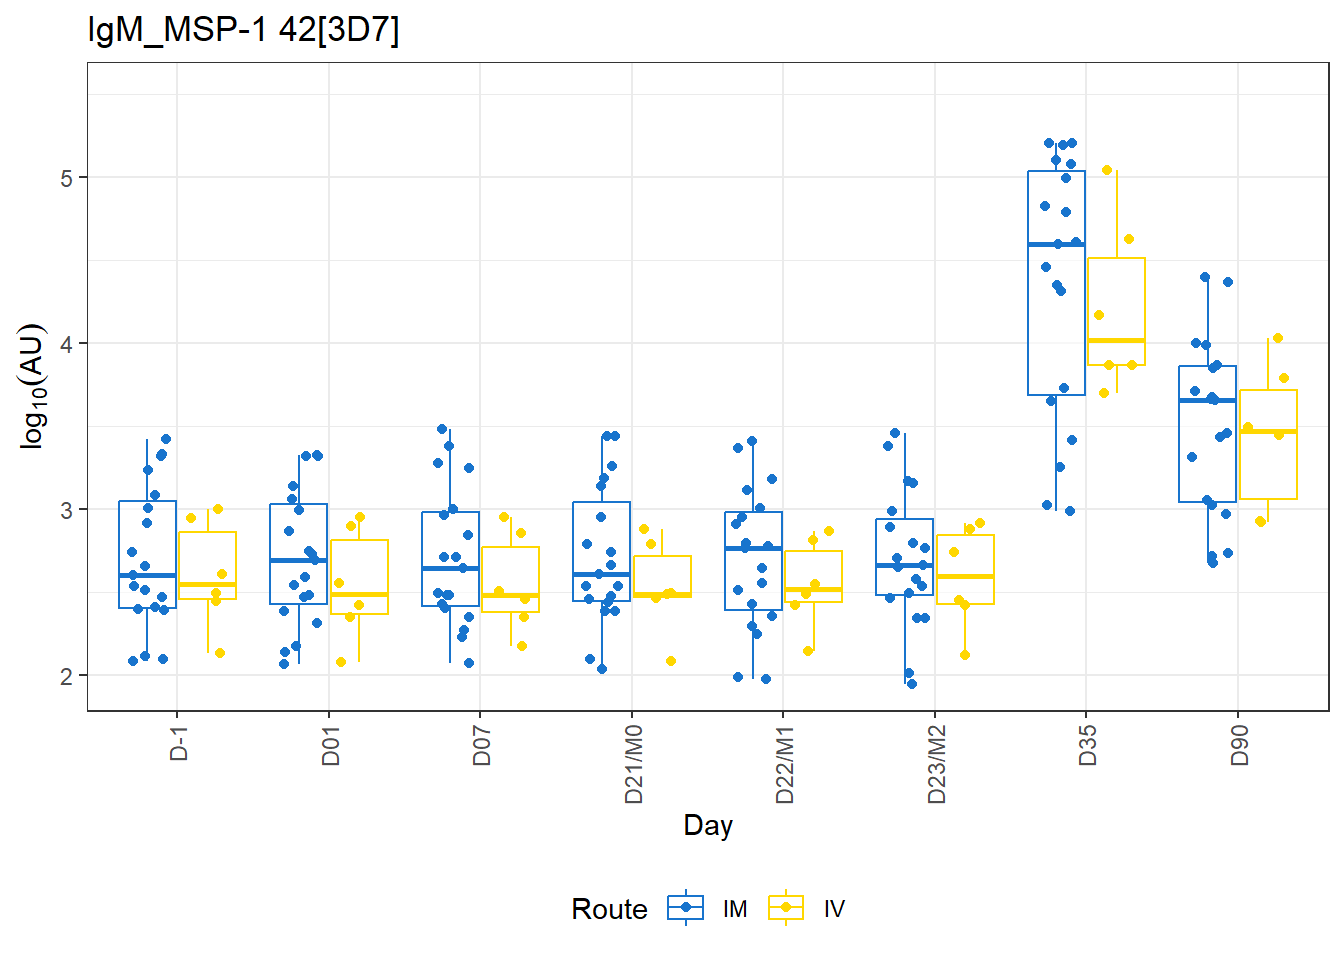 IgM_MSP-1 42[3D7]
log10(AU)
5
4
3
2
D-1
D01
D07
D21/M0
D22/M1
D23/M2
D35
D90
Day
Route IM IV